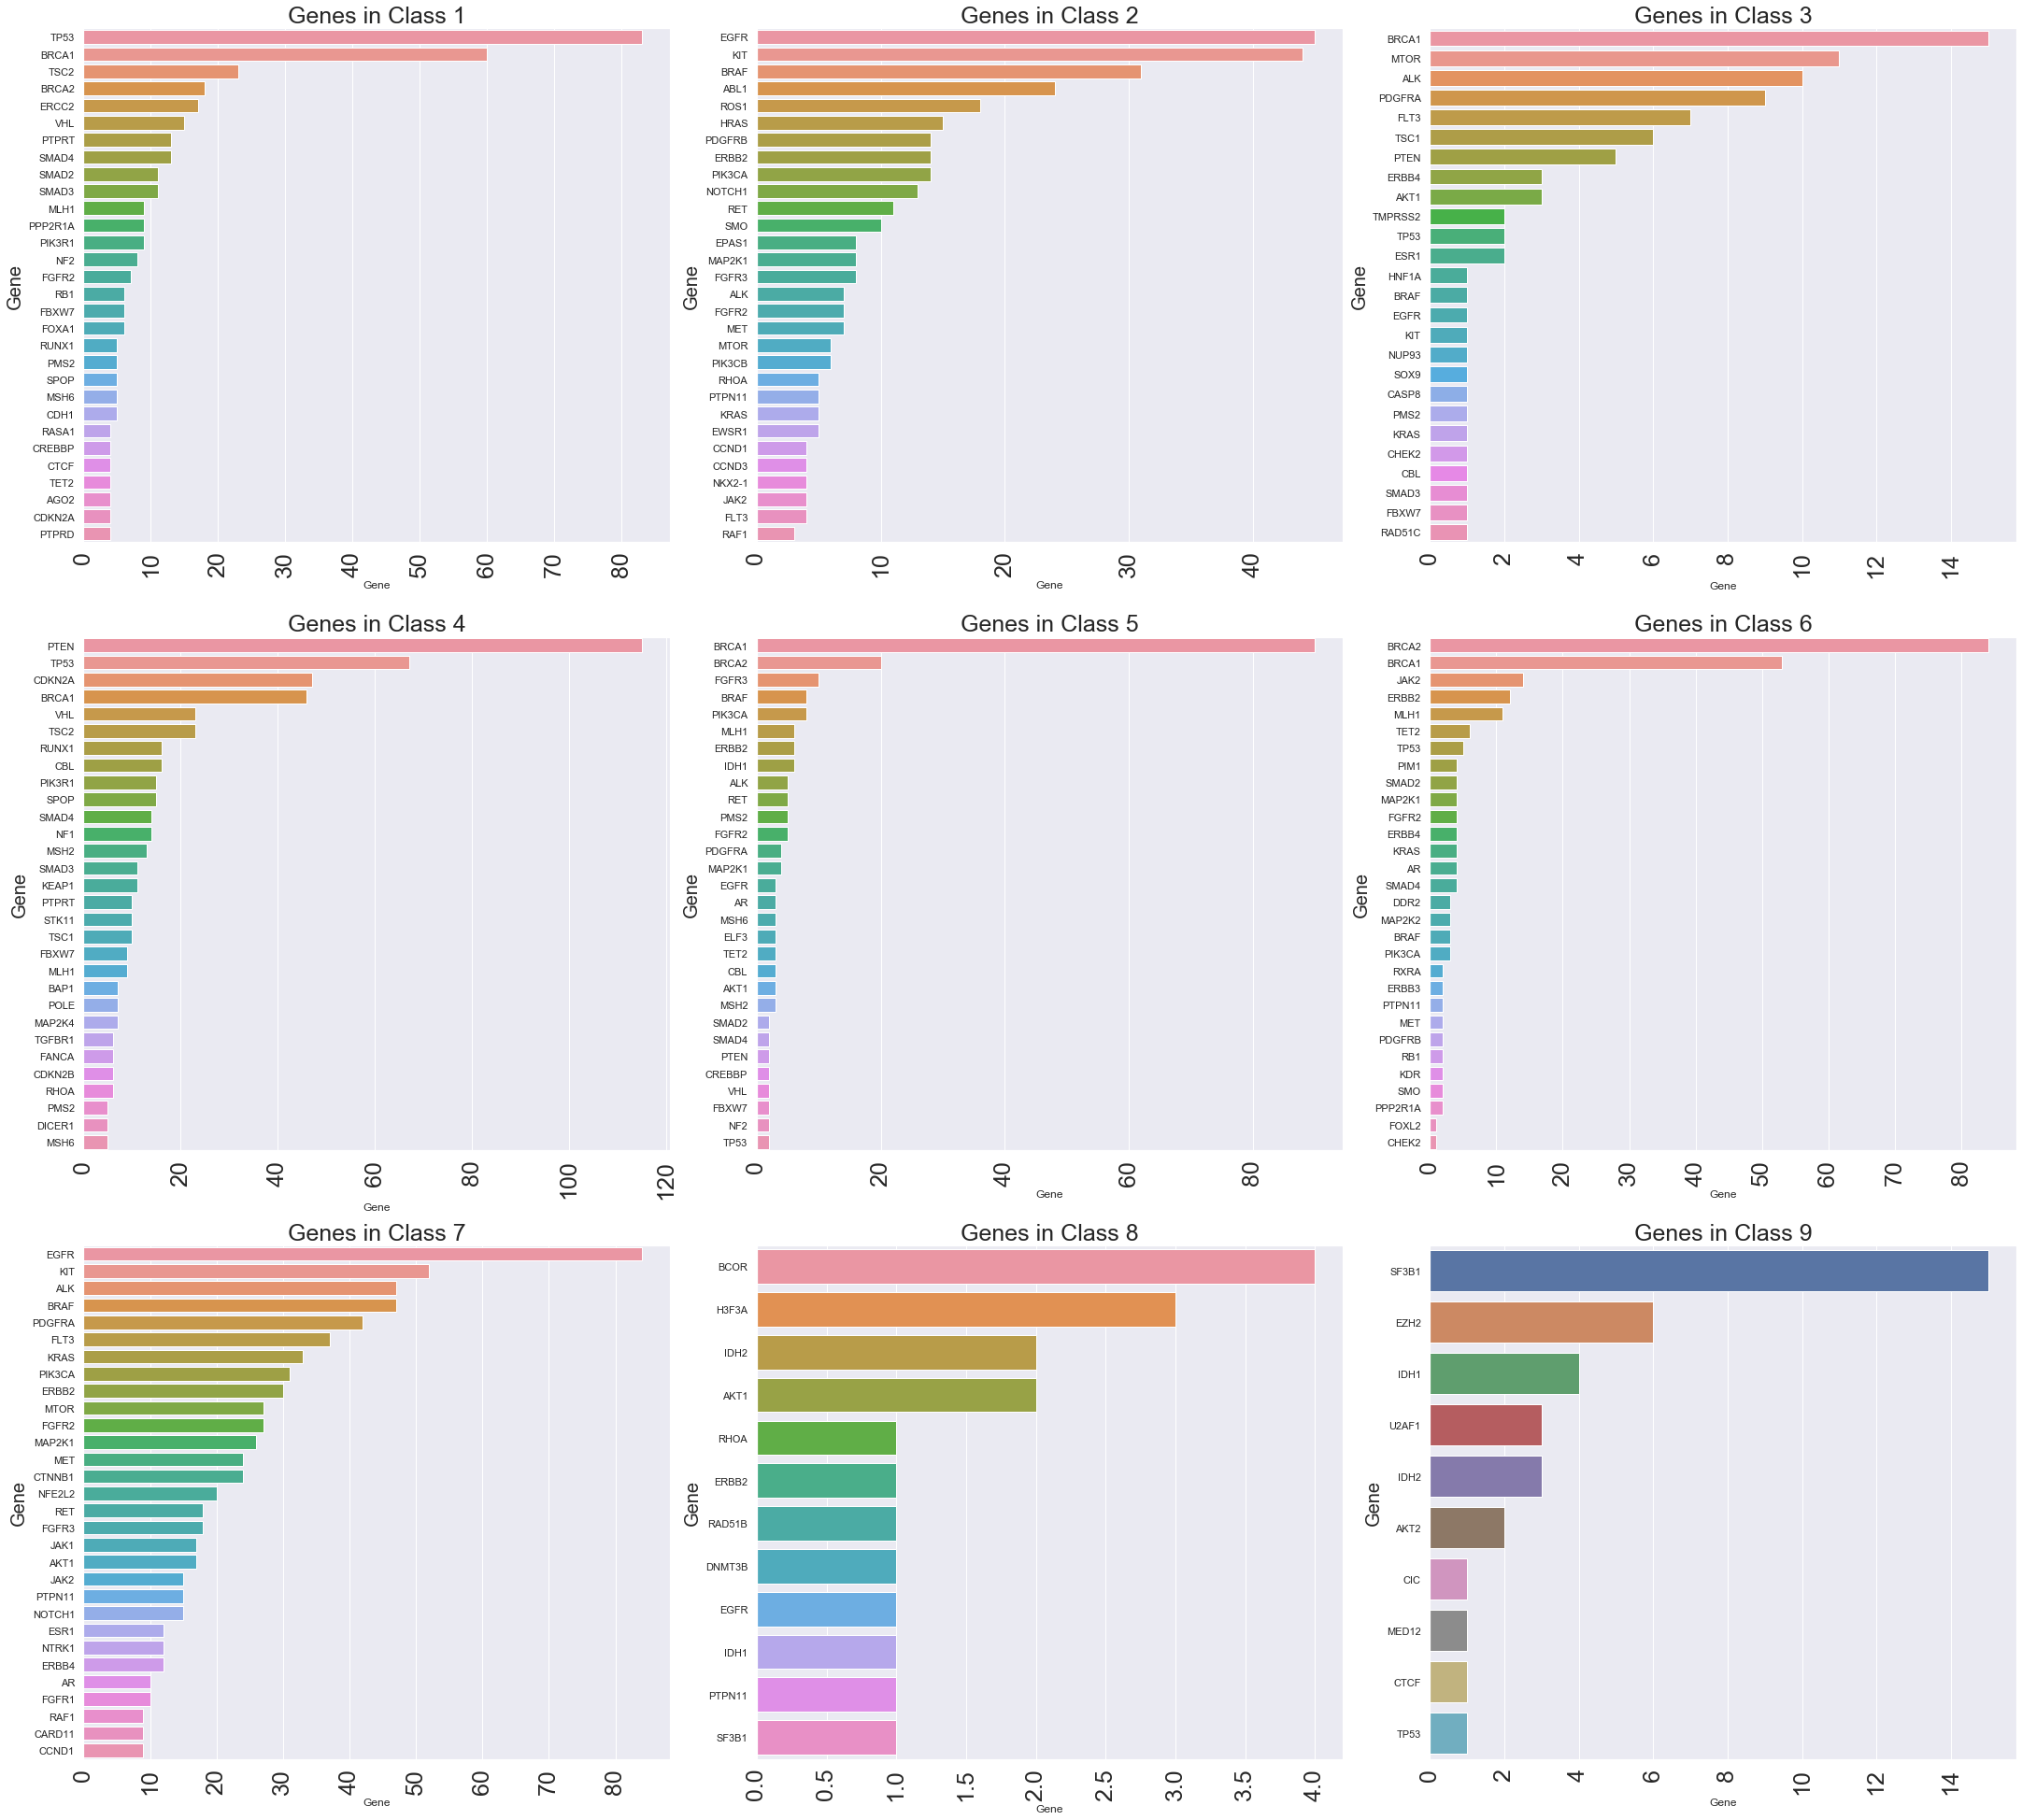 Genes in Class 1
TP53
BRCA1
TSC2
BRCA2
ERCC2
VHL
PTPRT
SMAD4
SMAD2
SMAD3
MLH1
PPP2R1A
PIK3R1
NF2
FGFR2
RB1
FBXW7
FOXA1
RUNX1
PMS2
SPOP
MSH6
CDH1
RASA1
CREBBP
CTCF
TET2
AGO2
CDKN2A
PTPRD
Gene
0 10 20 30 40 50 60 70 80
Gene
Genes in Class 2
EGFR
KIT
BRAF
ABL1
ROS1
HRAS
PDGFRB
ERBB2
PIK3CA
NOTCH1
RET
SMO
EPAS1
MAP2K1
FGFR3
ALK
FGFR2
MET
MTOR
PIK3CB
RHOA
PTPN11
KRAS
EWSR1
CCND1
CCND3
NKX2-1
JAK2
FLT3
RAF1
Gene
0 10 20 30 40
Gene
Genes in Class 3
BRCA1
MTOR
ALK
PDGFRA
FLT3
TSC1
PTEN
ERBB4
AKT1
TMPRSS2
TP53
ESR1
HNF1A
BRAF
EGFR
KIT
NUP93
SOX9
CASP8
PMS2
KRAS
CHEK2
CBL
SMAD3
FBXW7
RAD51C
Gene
0 2 4 6 8 10 12 14
Gene
Genes in Class 4
PTEN
TP53
CDKN2A
BRCA1
VHL
TSC2
RUNX1
CBL
PIK3R1
SPOP
SMAD4
NF1
MSH2
SMAD3
KEAP1
PTPRT
STK11
TSC1
FBXW7
MLH1
BAP1
POLE
MAP2K4
TGFBR1
FANCA
CDKN2B
RHOA
PMS2
DICER1
MSH6
Gene
0 20 40 60 80 100 120
Gene
Genes in Class 5
BRCA1
BRCA2
FGFR3
BRAF
PIK3CA
MLH1
ERBB2
IDH1
ALK
RET
PMS2
FGFR2
PDGFRA
MAP2K1
EGFR
AR
MSH6
ELF3
TET2
CBL
AKT1
MSH2
SMAD2
SMAD4
PTEN
CREBBP
VHL
FBXW7
NF2
TP53
Gene
0 20 40 60 80
Gene
Genes in Class 6
BRCA2
BRCA1
JAK2
ERBB2
MLH1
TET2
TP53
PIM1
SMAD2
MAP2K1
FGFR2
ERBB4
KRAS
AR
SMAD4
DDR2
MAP2K2
BRAF
PIK3CA
RXRA
ERBB3
PTPN11
MET
PDGFRB
RB1
KDR
SMO
PPP2R1A
FOXL2
CHEK2
Gene
0 10 20 30 40 50 60 70 80
Gene
Genes in Class 7
EGFR
KIT
ALK
BRAF
PDGFRA
FLT3
KRAS
PIK3CA
ERBB2
MTOR
FGFR2
MAP2K1
MET
CTNNB1
NFE2L2
RET
FGFR3
JAK1
AKT1
JAK2
PTPN11
NOTCH1
ESR1
NTRK1
ERBB4
AR
FGFR1
RAF1
CARD11
CCND1
Gene
0 10 20 30 40 50 60 70 80
Gene
Genes in Class 8
BCOR
H3F3A
IDH2
AKT1
RHOA
ERBB2
RAD51B
DNMT3B
EGFR
IDH1
PTPN11
SF3B1
Gene
0.0 0.5 1.0 1.5 2.0 2.5 3.0 3.5 4.0
Gene
Genes in Class 9
SF3B1
EZH2
IDH1
U2AF1
IDH2
AKT2
CIC
MED12
CTCF
TP53
Gene
0 2 4 6 8 10 12 14
Gene